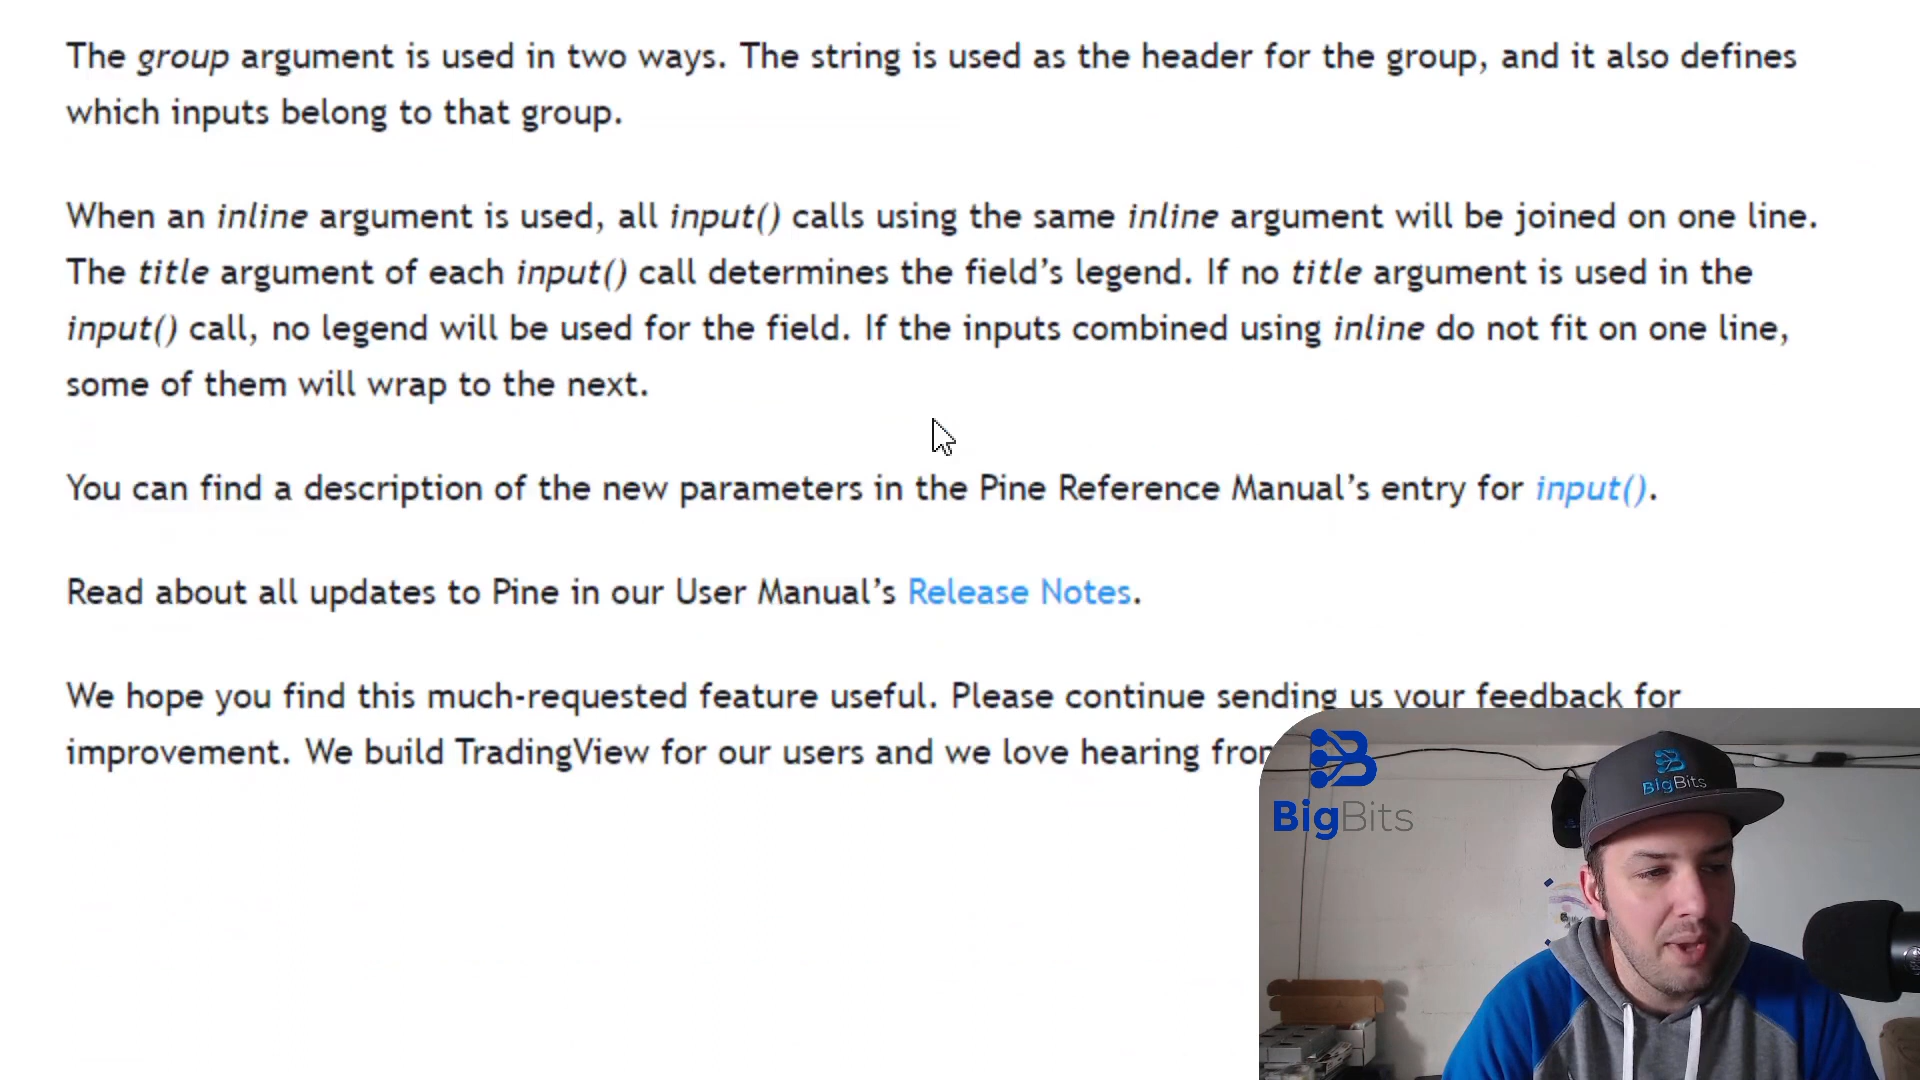 The group argument is used in two ways. The string is used as the header for the group, and it also defines
which inputs belong to that group.
When an inline argument is used, all input() calls using the same inline argument will be joined on one line.
The title argument of each input() call determines the field’s legend. If no title argument is used in the
input() call, no legend will be used for the field. If the inputs combined using inline do not fit on one line,
some of them will wrap to the next.
You can find a description of the new parameters in the Pine Reference Manual’s entry for input().
Read about all updates to Pine in our User Manual’s Release Notes.
We hope you find this much-requested feature useful. Please continue sending us your feedback for
improvement. We build TradingView for our users and we love hearing
BigBits
BigBits